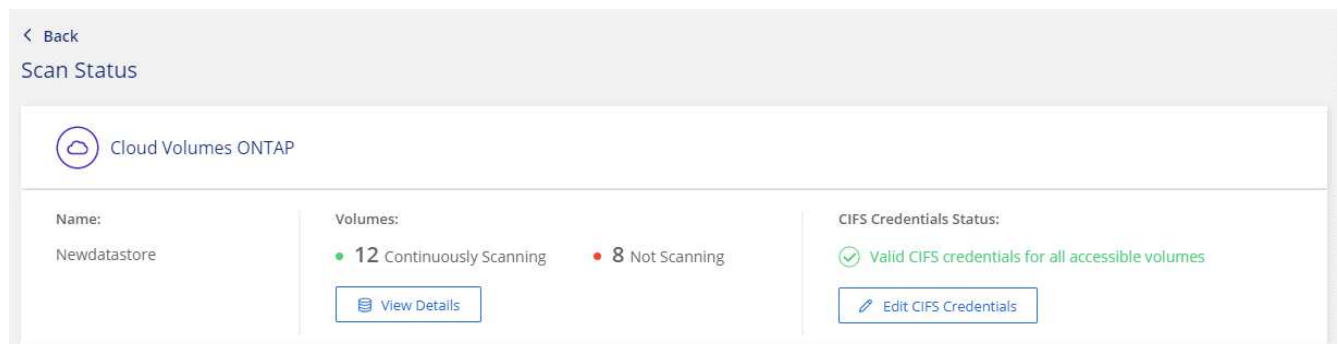 Back
Scan Status
Cloud Volumes ONTAP
Name:
Newdatastore
Volumes:
12 Continuously Scanning
8 Not Scanning
View Details
CIFS Credentials Status:
Valid CIFS credentials for all accessible volumes
Edit CIFS Credentials